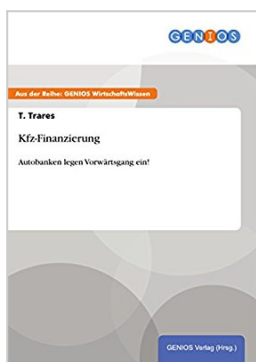 GENIOS
Aus der Reihe: GENIOS WirtschaftsWissen
T. Trares
Kfz-Finanzierung
Autobanken legen Vorwärtsgang ein!
GENIOS Verlag (Hrsg.)